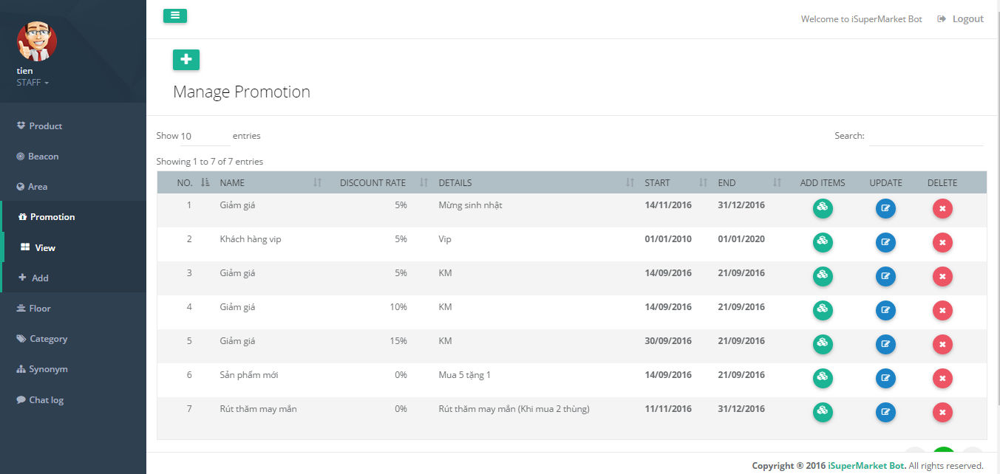 Welcome to iSuperMarket Bot Logout
tien
STAFF
Product
Beacon
Area
Promotion
View
Add
Floor
Category
Synonym
Chat log
Manage Promotion
Show 10 entries Search:
Showing 1 to 7 of 7 entries
NO. NAME DISCOUNT RATE DETAILS START END ADD ITEMS UPDATE DELETE
1 Giảm giá 5% Mừng sinh nhật 14/11/2016 31/12/2016
2 Khách hàng vip 5% Vip 01/01/2010 01/01/2020
3 Giảm giá 5% KM 14/09/2016 21/09/2016
4 Giảm giá 10% KM 14/09/2016 21/09/2016
5 Giảm giá 15% KM 30/09/2016 21/09/2016
6 Sản phẩm mới 0% Mua 5 tặng 1 14/09/2016 21/09/2016
7 Rút thăm may mắn 0% Rút thăm may mắn (Khi mua 2 thùng) 11/11/2016 31/12/2016
Copyright ® 2016 iSuperMarket Bot. All rights reserved.